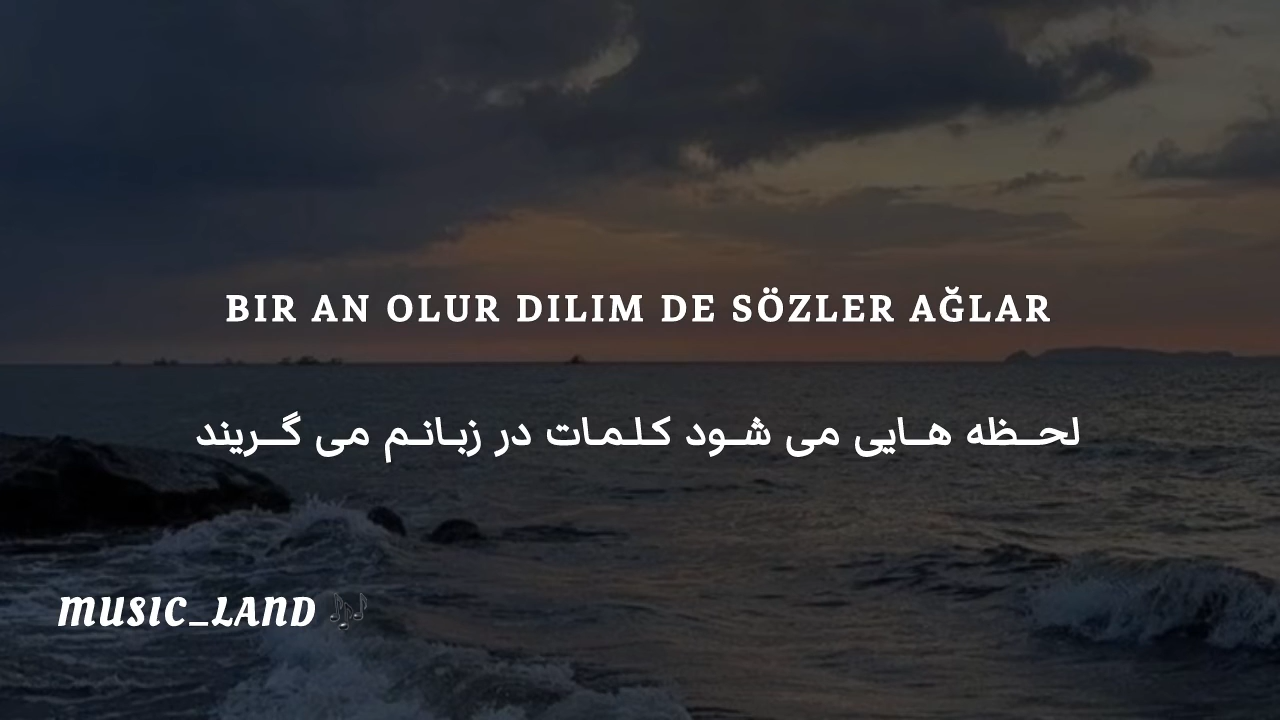 BIR AN OLUR DILIM DE SÖZLER AĞLAR
لحظه هایی می شود کلمات در زبانم می گریند
MUSIC_LAND 🎶